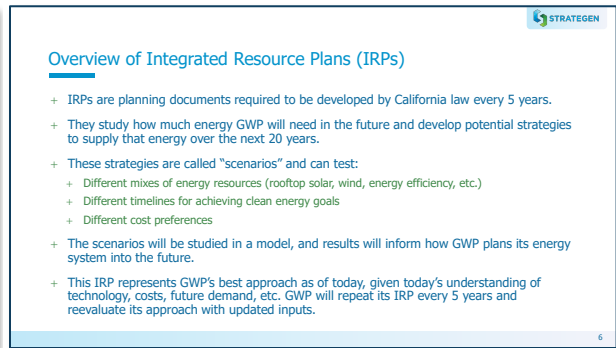 STRATEGEN
Overview of Integrated Resource Plans (IRPs)
+ IRPs are planning documents required to be developed by California law every 5 years.
+ They study how much energy GWP will need in the future and develop potential strategies
to supply that energy over the next 20 years.
+ These strategies are called “scenarios” and can test:
+ Different mixes of energy resources (rooftop solar, wind, energy efficiency, etc.)
+ Different timelines for achieving clean energy goals
+ Different cost preferences
+ The scenarios will be studied in a model, and results will inform how GWP plans its energy
system into the future.
+ This IRP represents GWP’s best approach as of today, given today’s understanding of
technology, costs, future demand, etc. GWP will repeat its IRP every 5 years and
reevaluate its approach with updated inputs.
6